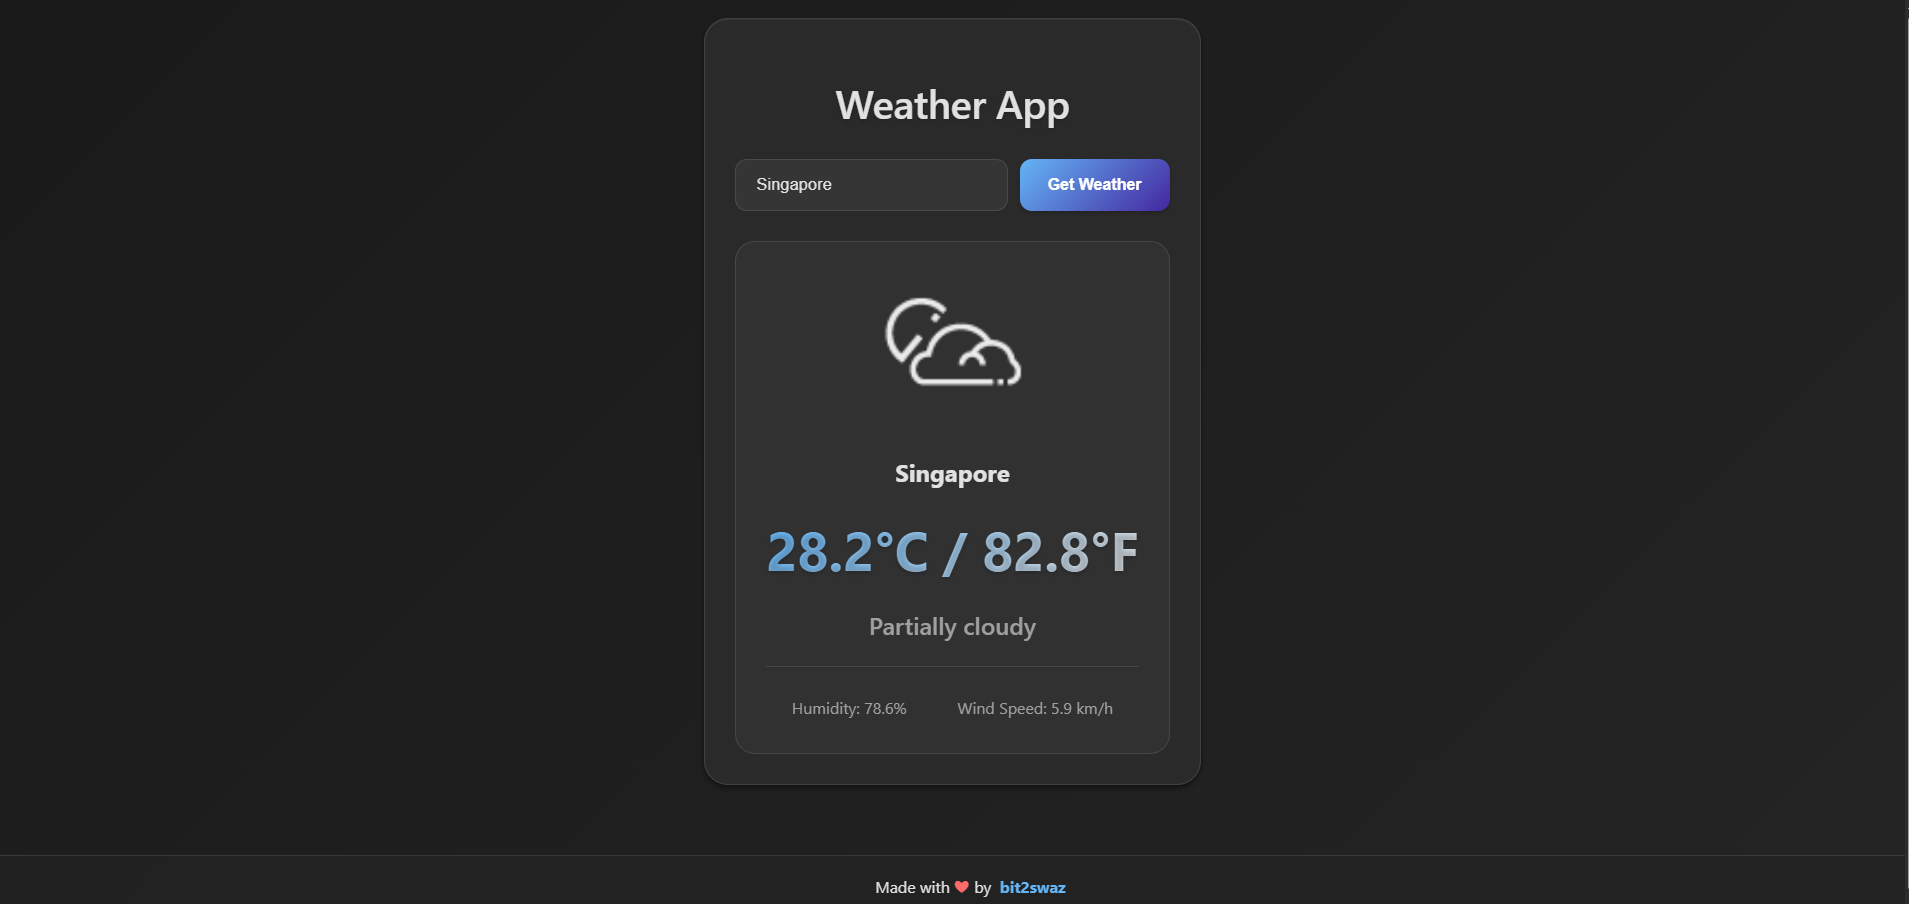 Weather App
Singapore
Get Weather
Singapore
28.2°C / 82.8°F
Partially cloudy
Humidity: 78.6% Wind Speed: 5.9 km/h
Made with ❤️ by bit2swaz